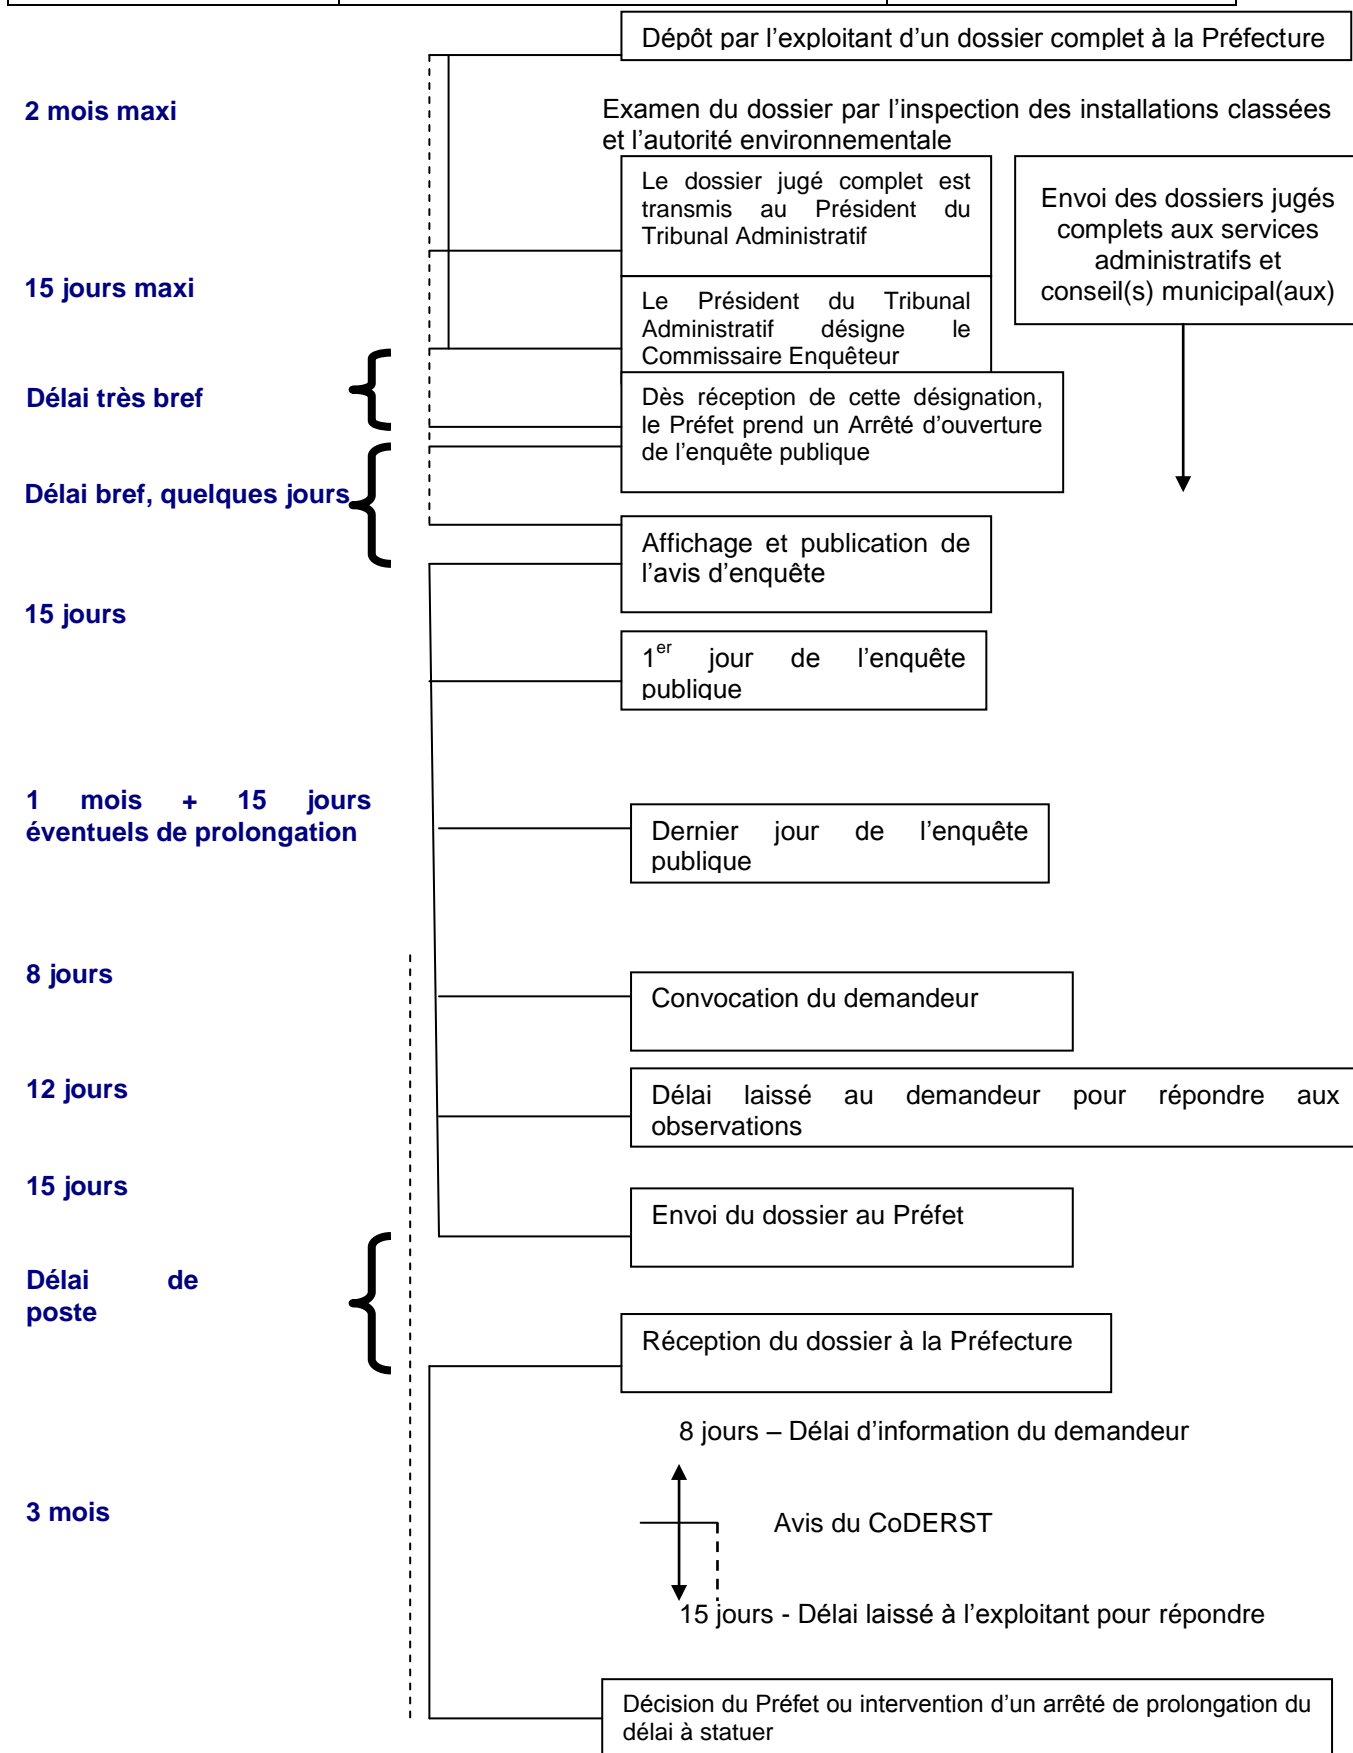 Dépôt par l’exploitant d’un dossier complet à la Préfecture
2 mois maxi
Examen du dossier par l’inspection des installations classées
et l’autorité environnementale
Le dossier jugé complet est
transmis au Président du
Tribunal Administratif
Envoi des dossiers jugés
complets aux services
administratifs et
conseil(s) municipal(aux)
15 jours maxi
Le Président du Tribunal
Administratif désigne le
Commissaire Enquêteur
Délai très bref
Dès réception de cette désignation,
le Préfet prend un Arrêté d’ouverture
de l’enquête publique
Délai bref, quelques jours
Affichage et publication de
l’avis d’enquête
15 jours
1er jour de l’enquête
publique
1 mois + 15 jours
éventuels de prolongation
Dernier jour de l’enquête
publique
8 jours
Convocation du demandeur
12 jours
Délai laissé au demandeur pour répondre aux
observations
15 jours
Envoi du dossier au Préfet
Délai de
poste
Réception du dossier à la Préfecture
8 jours – Délai d’information du demandeur
3 mois
Avis du CoDERST
15 jours - Délai laissé à l’exploitant pour répondre
Décision du Préfet ou intervention d’un arrêté de prolongation du
délai à statuer